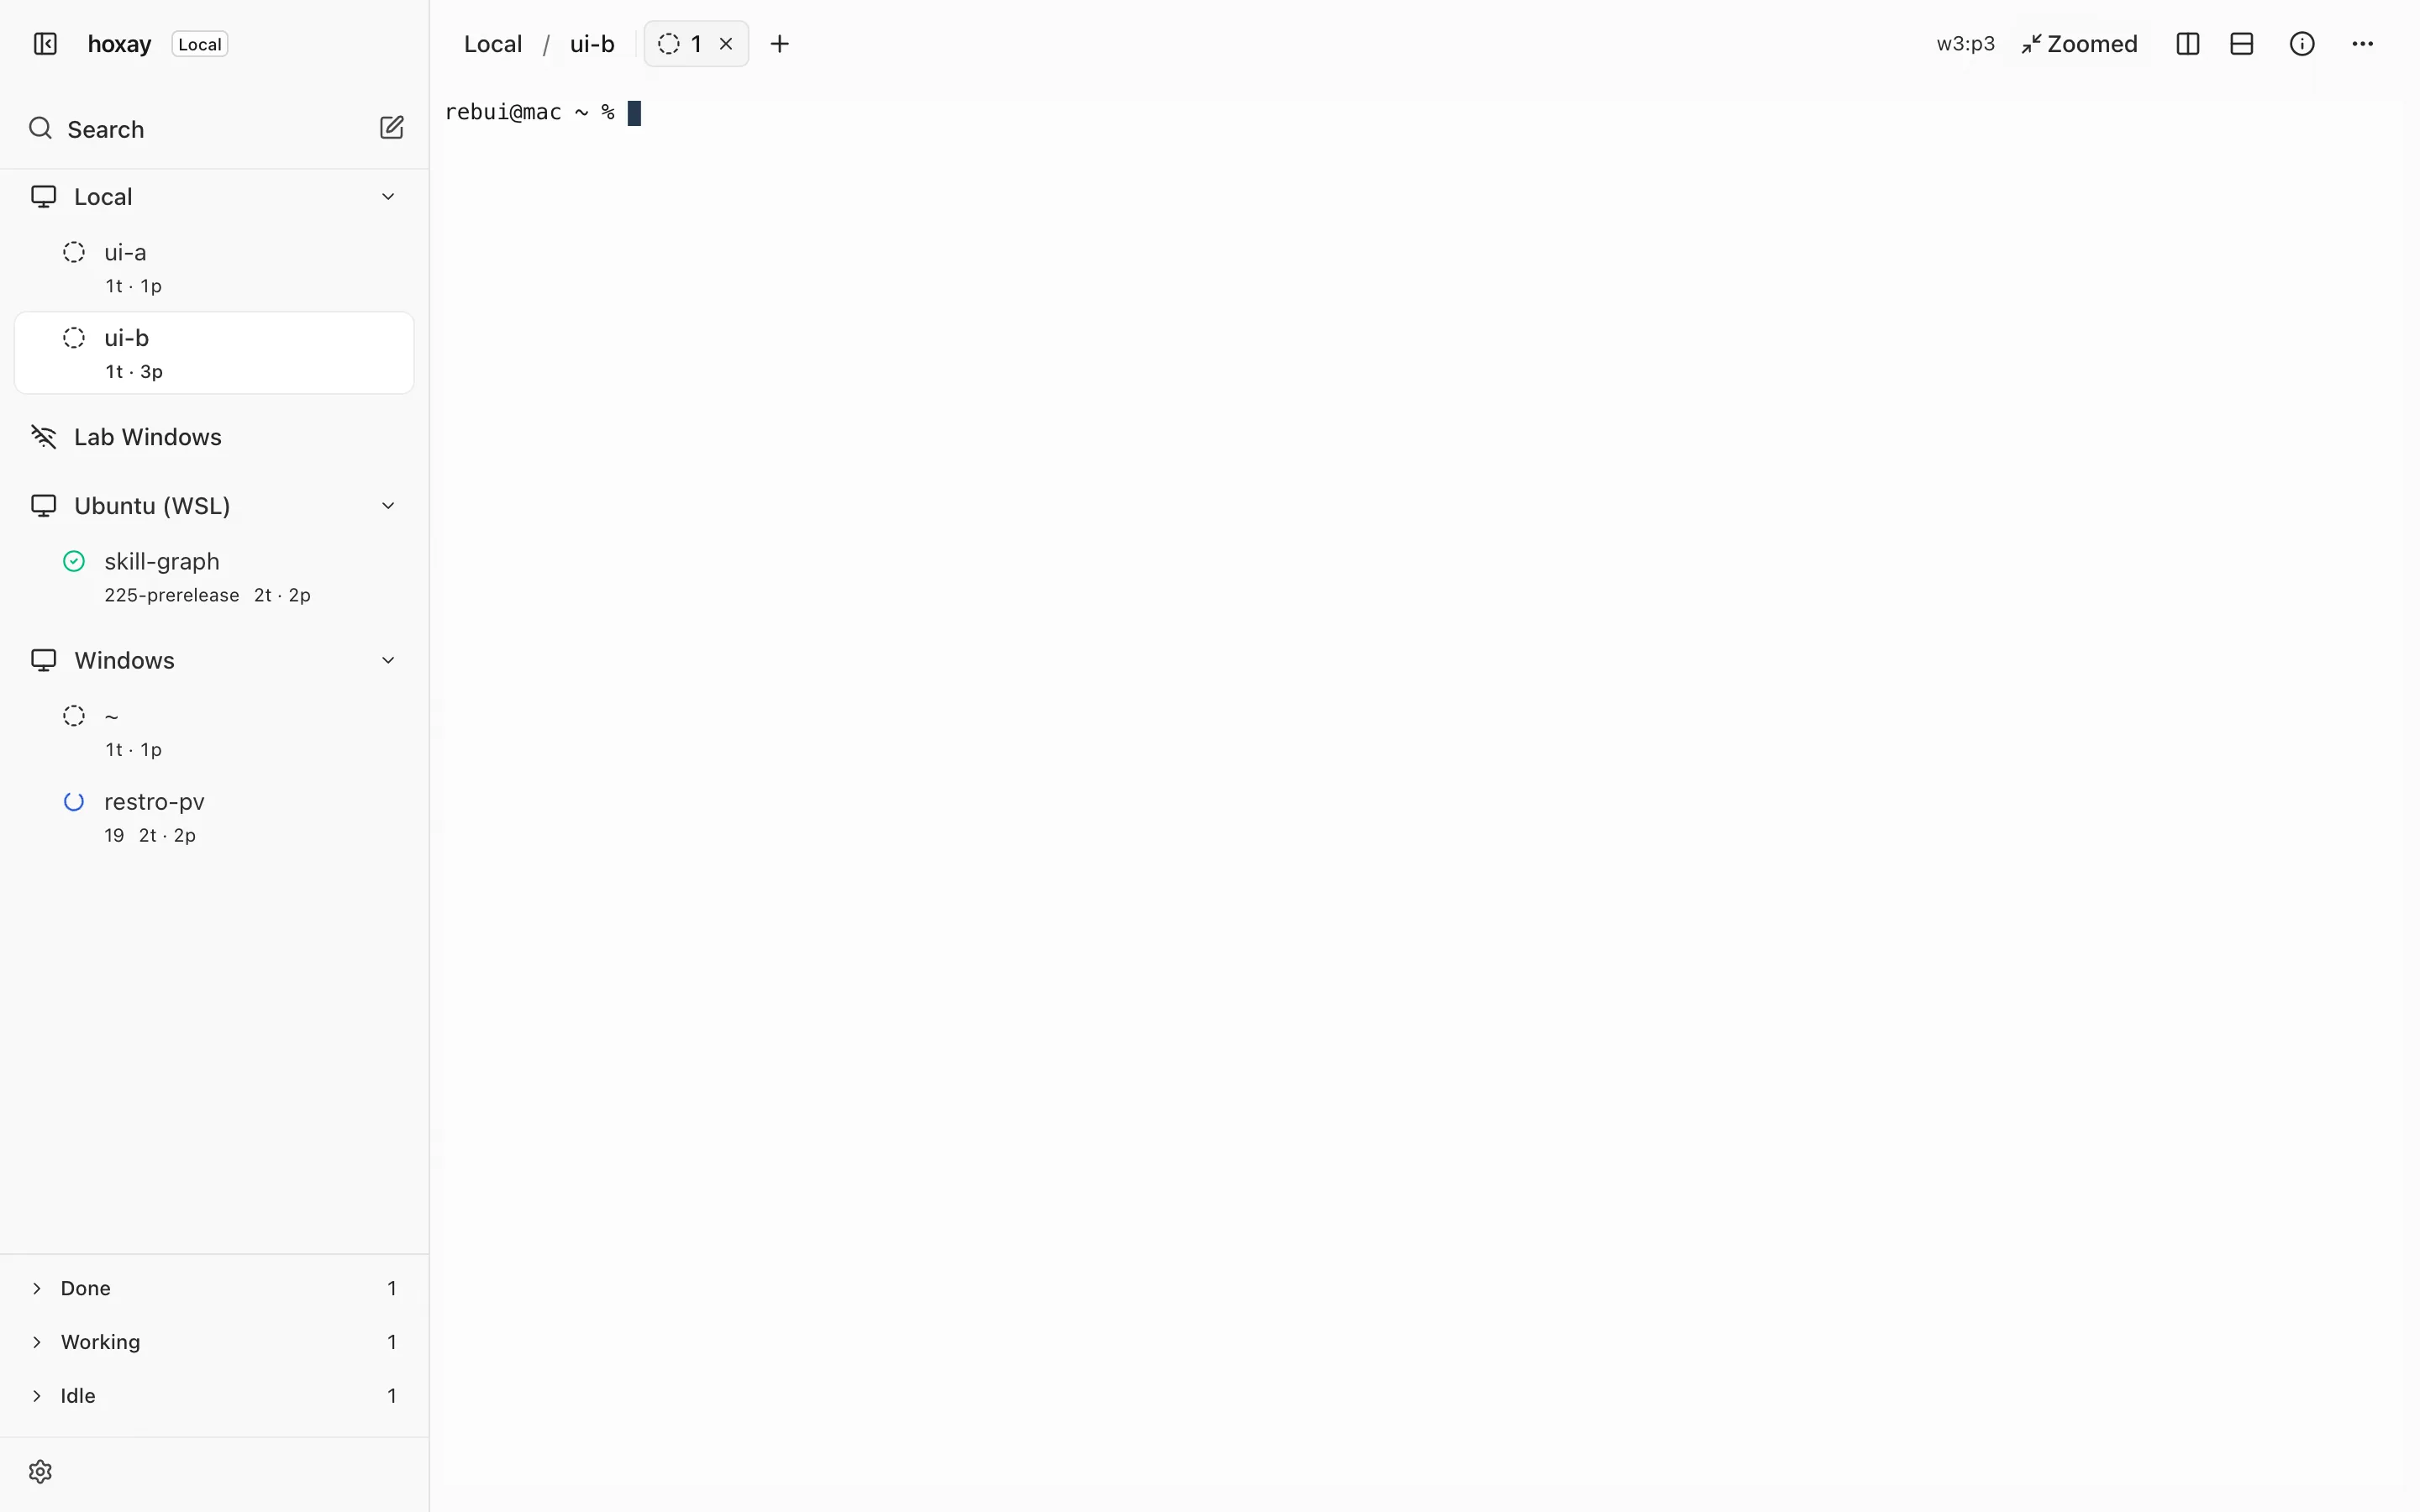 hoxay Local
Search
Local
ui-a
1t · 1p
ui-b
1t · 3p
Lab Windows
Ubuntu (WSL)
skill-graph
225-prerelease 2t · 2p
Windows
~
1t · 1p
restro-pv
19 2t · 2p
Done 1
Working 1
Idle 1
Local / ui-b 1 × +
w3:p3 Zoomed
rebui@mac ~ %